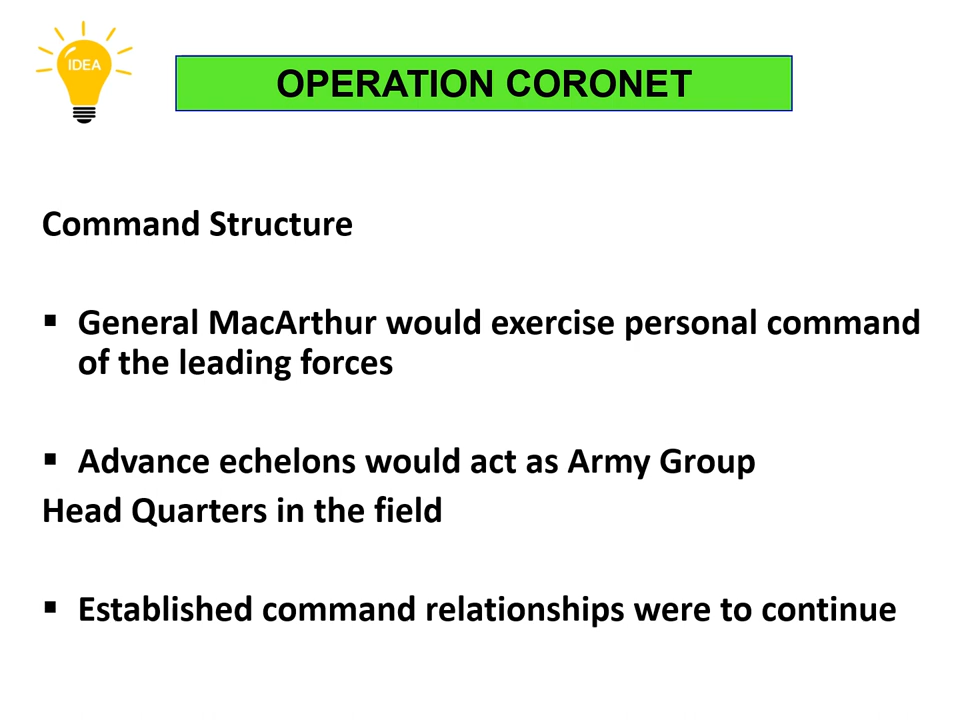 IDEA
OPERATION CORONET
Command Structure
▪ General MacArthur would exercise personal command
of the leading forces
▪ Advance echelons would act as Army Group
Head Quarters in the field
▪ Established command relationships were to continue